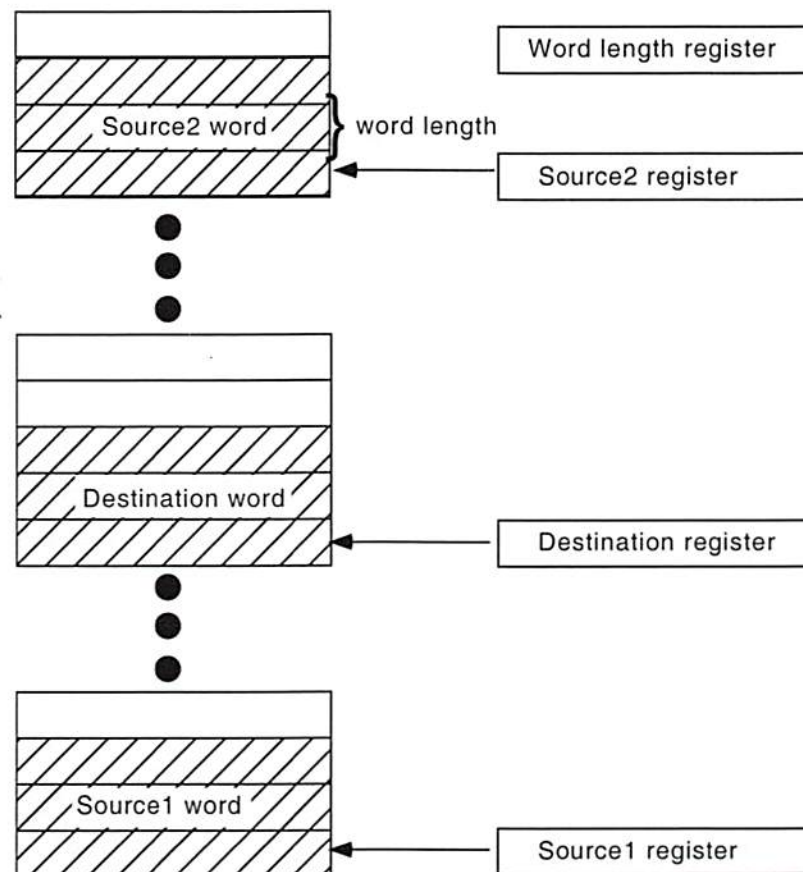 Word length register
Source2 word
word length
Source2 register
Destination word
Destination register
Source1 word
Source1 register